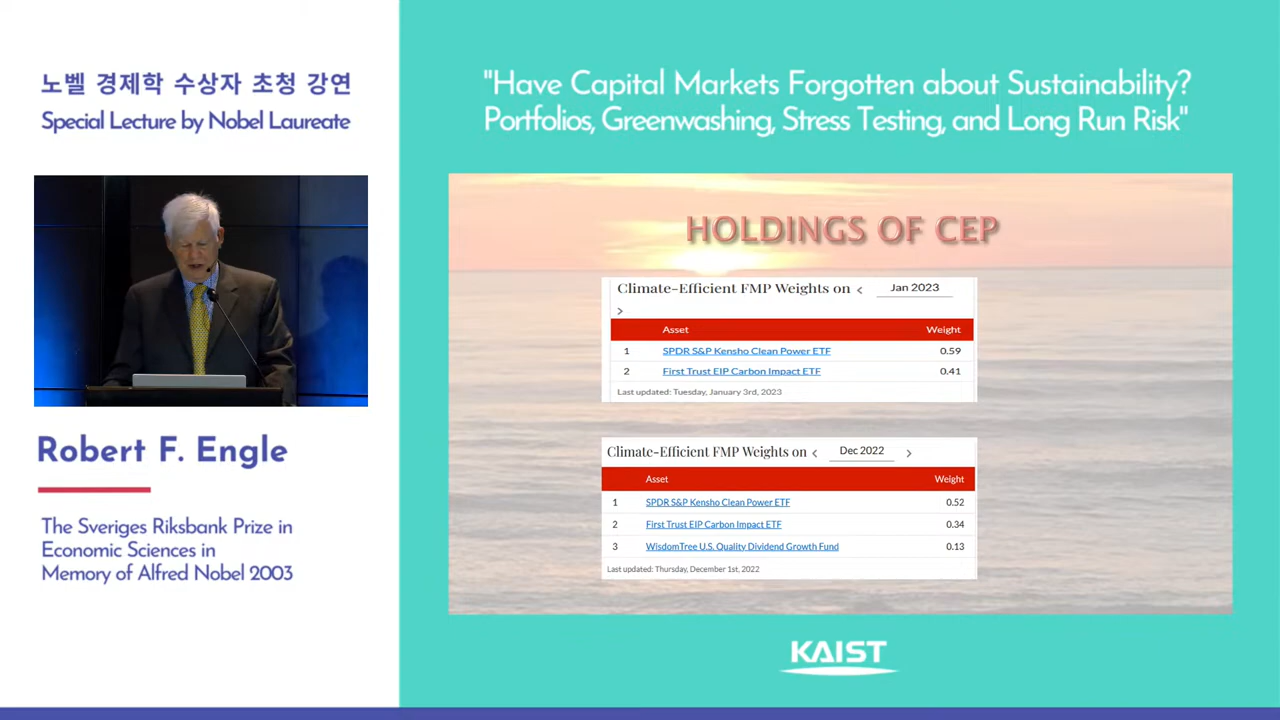 노벨 경제학 수상자 초청 강연
Special Lecture by Nobel Laureate
Robert F. Engle
The Sveriges Riksbank Prize in
Economic Sciences in
Memory of Alfred Nobel 2003
"Have Capital Markets Forgotten about Sustainability?
Portfolios, Greenwashing, Stress Testing, and Long Run Risk"
HOLDINGS OF CEP
Climate-Efficient FMP Weights on < Jan 2023
>
Asset Weight
1 SPDR S&P Kensho Clean Power ETF 0.59
2 First Trust EIP Carbon Impact ETF 0.41
Last updated: Tuesday, January 3rd, 2023
Climate-Efficient FMP Weights on < Dec 2022 >
Asset Weight
1 SPDR S&P Kensho Clean Power ETF 0.52
2 First Trust EIP Carbon Impact ETF 0.34
3 WisdomTree U.S. Quality Dividend Growth Fund 0.13
Last updated: Thursday, December 1st, 2022
KAIST